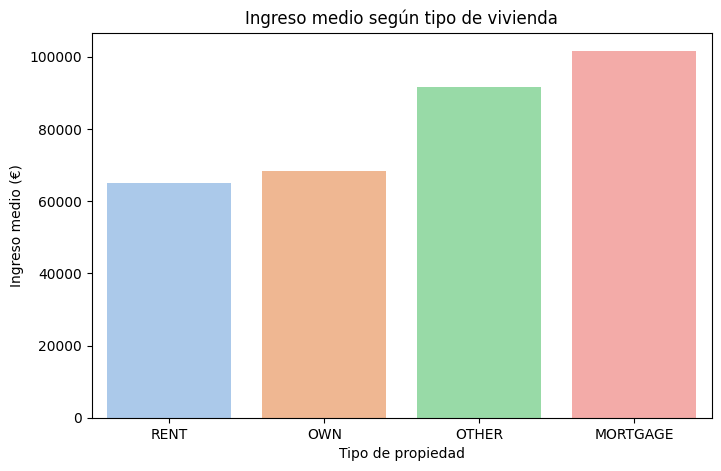 Ingreso medio según tipo de vivienda
Ingreso medio (€)
100000
80000
60000
40000
20000
0
RENT OWN OTHER MORTGAGE
Tipo de propiedad